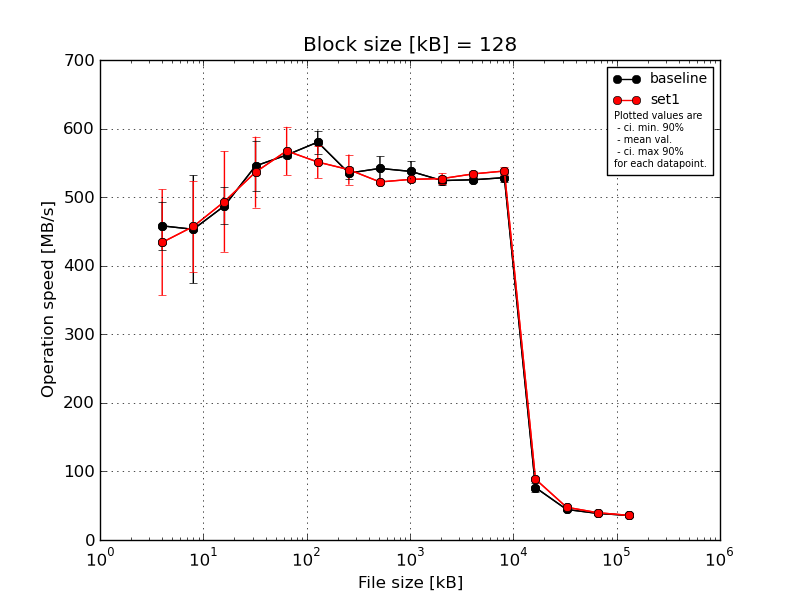 Block size [kB] = 128
700
600
500
400
300
200
100
0
Operation speed [MB/s]
baseline
set1
Plotted values are
- ci. min. 90%
- mean val.
- ci. max 90%
for each datapoint.
10^0 10^1 10^2 10^3 10^4 10^5 10^6
File size [kB]